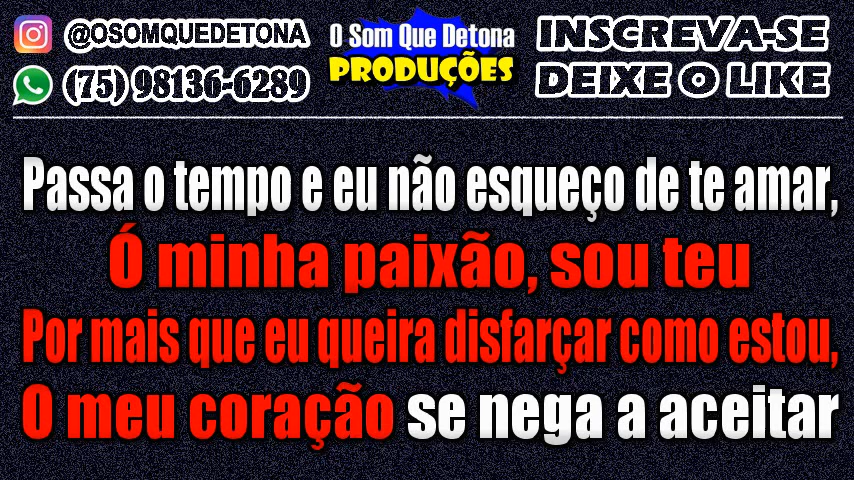 @OSOMQUEDETONA
(75) 98136-6289
O Som Que Detona
PRODUÇÕES
INSCREVA-SE
DEIXE O LIKE
Passa o tempo e eu não esqueço de te amar,
Ó minha paixão, sou teu
Por mais que eu queira disfarçar como estou,
O meu coração se nega a aceitar